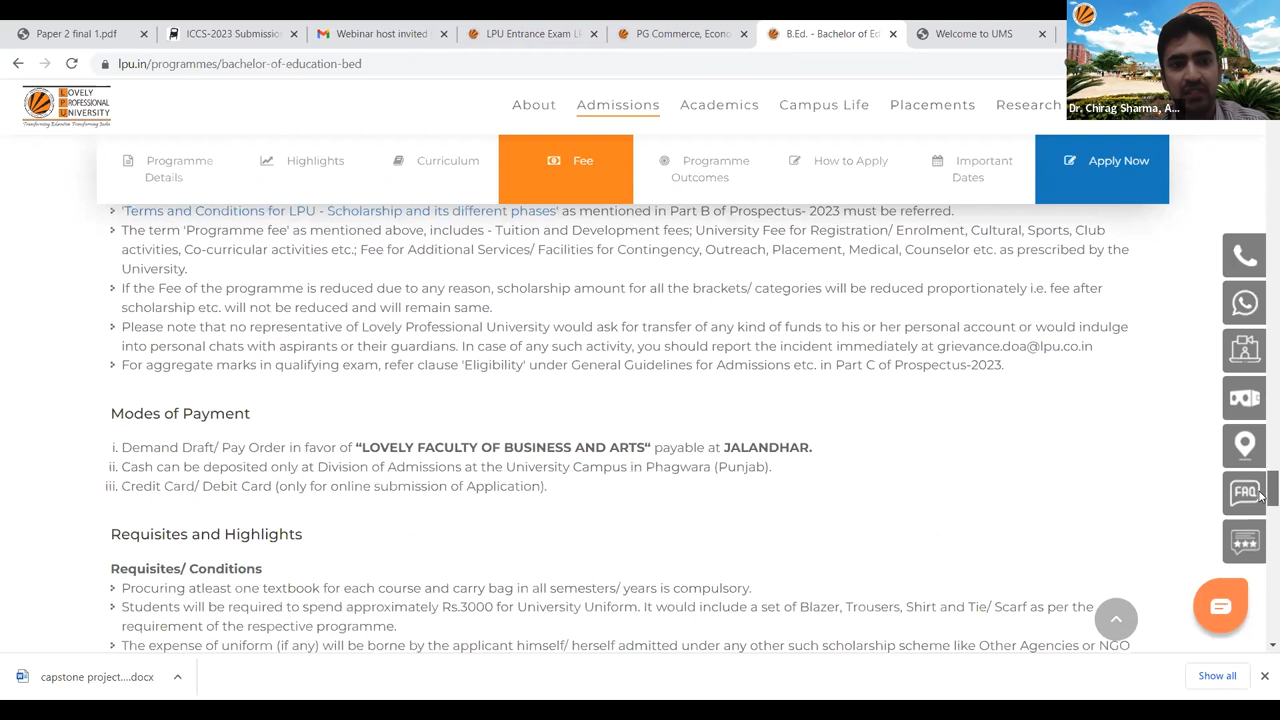 Paper 2 final 1.pdf
ICCS-2023 Submission
Webinar host invited
LPU Entrance Exam L
PG Commerce, Econo
B.Ed. - Bachelor of Ed
Welcome to UMS
lpu.in/programmes/bachelor-of-education-bed
Dr. Chirag Sharma, A...
LOVELY
PROFESSIONAL
UNIVERSITY
Transforming Education Transforming India
About Admissions Academics Campus Life Placements Research
Programme Details
Highlights
Curriculum
Fee
Programme Outcomes
How to Apply
Important Dates
Apply Now
'Terms and Conditions for LPU - Scholarship and its different phases' as mentioned in Part B of Prospectus- 2023 must be referred.
The term 'Programme fee' as mentioned above, includes - Tuition and Development fees; University Fee for Registration/ Enrolment, Cultural, Sports, Club
activities, Co-curricular activities etc.; Fee for Additional Services/ Facilities for Contingency, Outreach, Placement, Medical, Counselor etc. as prescribed by the
University.
If the Fee of the programme is reduced due to any reason, scholarship amount for all the brackets/ categories will be reduced proportionately i.e. fee after
scholarship etc. will not be reduced and will remain same.
Please note that no representative of Lovely Professional University would ask for transfer of any kind of funds to his or her personal account or would indulge
into personal chats with aspirants or their guardians. In case of any such activity, you should report the incident immediately at grievance.doa@lpu.co.in
For aggregate marks in qualifying exam, refer clause 'Eligibility' under General Guidelines for Admissions etc. in Part C of Prospectus-2023.
Modes of Payment
i. Demand Draft/ Pay Order in favor of “LOVELY FACULTY OF BUSINESS AND ARTS“ payable at JALANDHAR.
ii. Cash can be deposited only at Division of Admissions at the University Campus in Phagwara (Punjab).
iii. Credit Card/ Debit Card (only for online submission of Application).
FAQ
Requisites and Highlights
Requisites/ Conditions
Procuring atleast one textbook for each course and carry bag in all semesters/ years is compulsory.
Students will be required to spend approximately Rs.3000 for University Uniform. It would include a set of Blazer, Trousers, Shirt and Tie/ Scarf as per the
requirement of the respective programme.
The expense of uniform (if any) will be borne by the applicant himself/ herself admitted under any other such scholarship scheme like Other Agencies or NGO
capstone project....docx
Show all